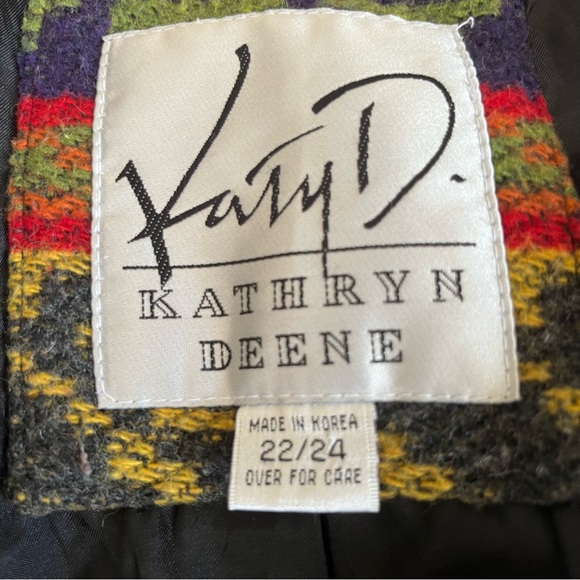 Katy D.
KATHRYN
DEENE
MADE IN KOREA
22/24
OVER FOR CARE